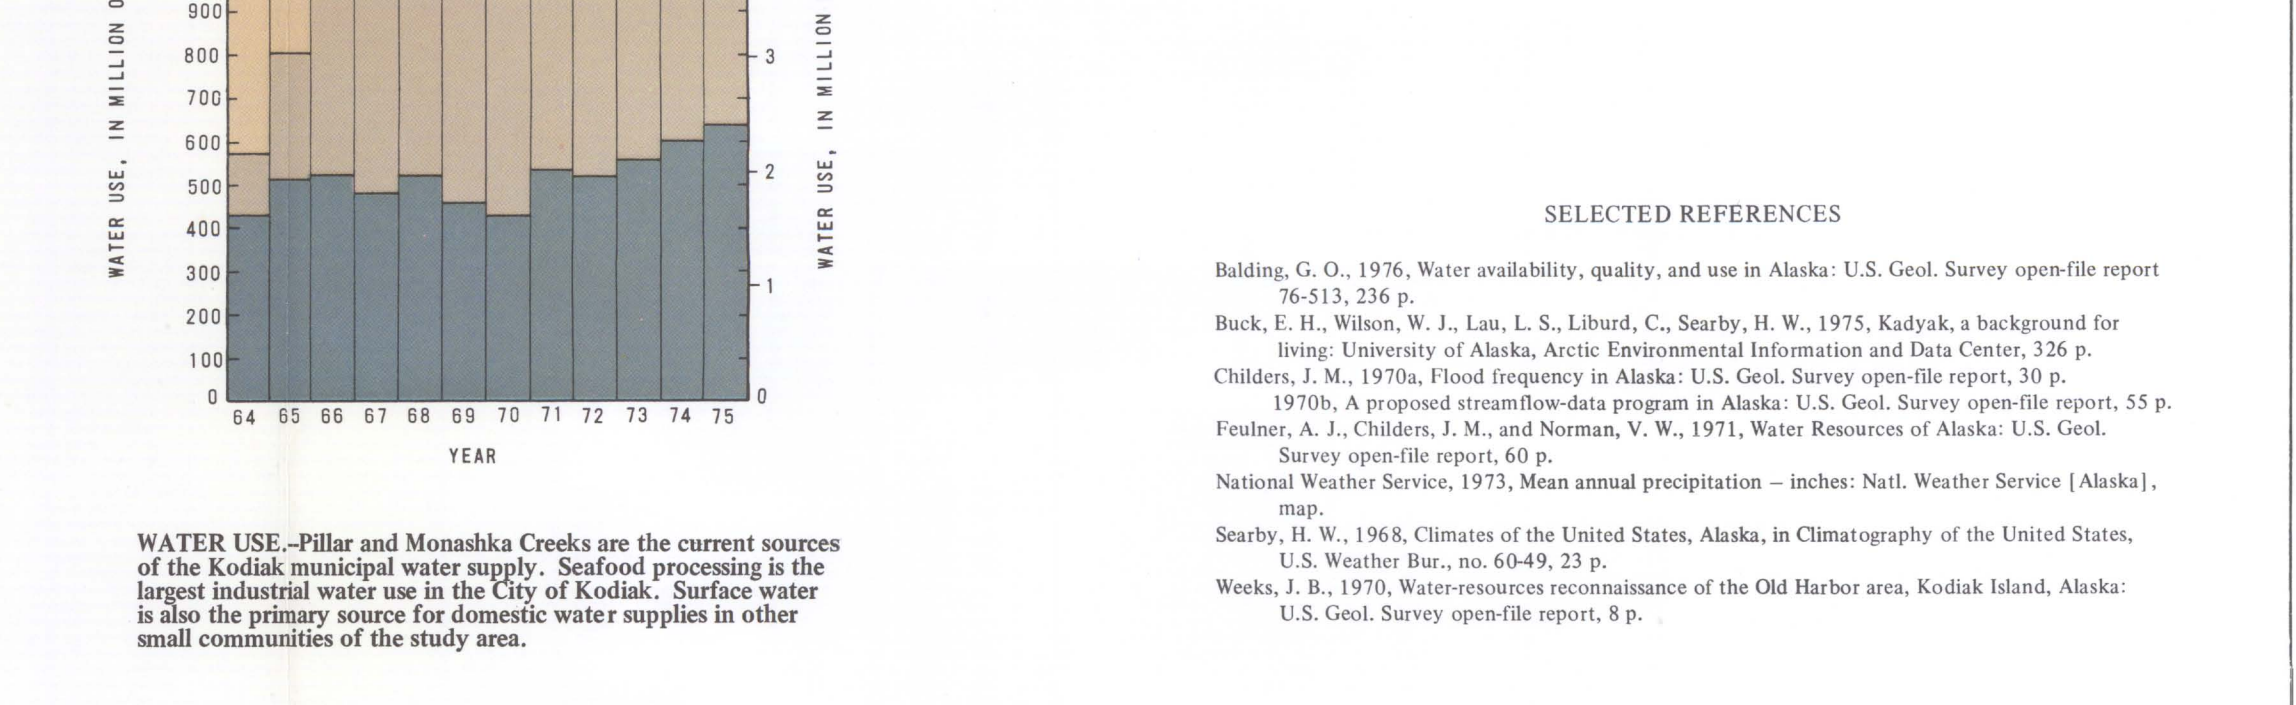 WATER USE, IN MILLION
900
800
700
600
500
400
300
200
100
0
64 65 66 67 68 69 70 71 72 73 74 75
YEAR
3
2
1
0
WATER USE, IN MILLION
WATER USE.--Pillar and Monashka Creeks are the current sources
of the Kodiak municipal water supply. Seafood processing is the
largest industrial water use in the City of Kodiak. Surface water
is also the primary source for domestic water supplies in other
small communities of the study area.
SELECTED REFERENCES
Balding, G. O., 1976, Water availability, quality, and use in Alaska: U.S. Geol. Survey open-file report
76-513, 236 p.
Buck, E. H., Wilson, W. J., Lau, L. S., Liburd, C., Searby, H. W., 1975, Kadyak, a background for
living: University of Alaska, Arctic Environmental Information and Data Center, 326 p.
Childers, J. M., 1970a, Flood frequency in Alaska: U.S. Geol. Survey open-file report, 30 p.
1970b, A proposed streamflow-data program in Alaska: U.S. Geol. Survey open-file report, 55 p.
Feulner, A. J., Childers, J. M., and Norman, V. W., 1971, Water Resources of Alaska: U.S. Geol.
Survey open-file report, 60 p.
National Weather Service, 1973, Mean annual precipitation – inches: Natl. Weather Service [Alaska],
map.
Searby, H. W., 1968, Climates of the United States, Alaska, in Climatography of the United States,
U.S. Weather Bur., no. 60-49, 23 p.
Weeks, J. B., 1970, Water-resources reconnaissance of the Old Harbor area, Kodiak Island, Alaska:
U.S. Geol. Survey open-file report, 8 p.